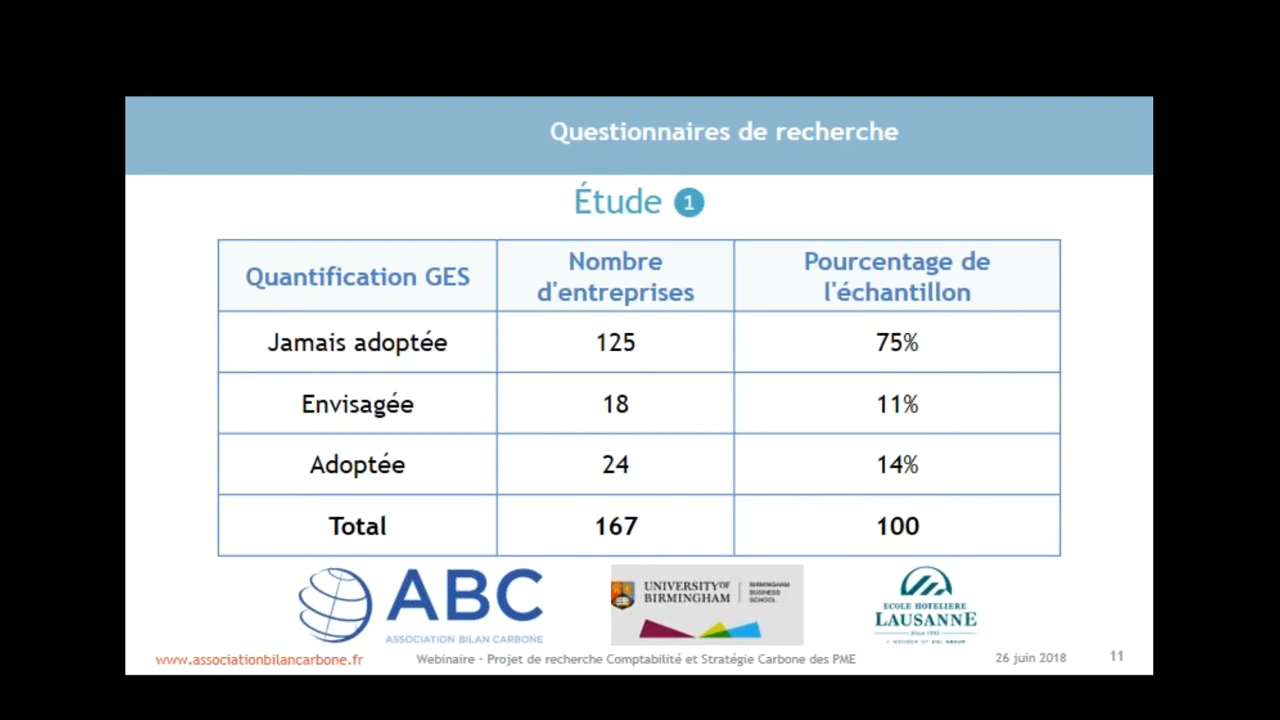 Questionnaires de recherche
Étude 1
Quantification GES
Nombre d'entreprises
Pourcentage de l'échantillon
Jamais adoptée 125 75%
Envisagée 18 11%
Adoptée 24 14%
Total 167 100
ABC
ASSOCIATION BILAN CARBONE
UNIVERSITY OF BIRMINGHAM
BIRMINGHAM BUSINESS SCHOOL
ECOLE HOTELIERE
LAUSANNE
Since 1893
www.associationbilancarbone.fr
Webinaire - Projet de recherche Comptabilité et Stratégie Carbone des PME
26 juin 2018
11